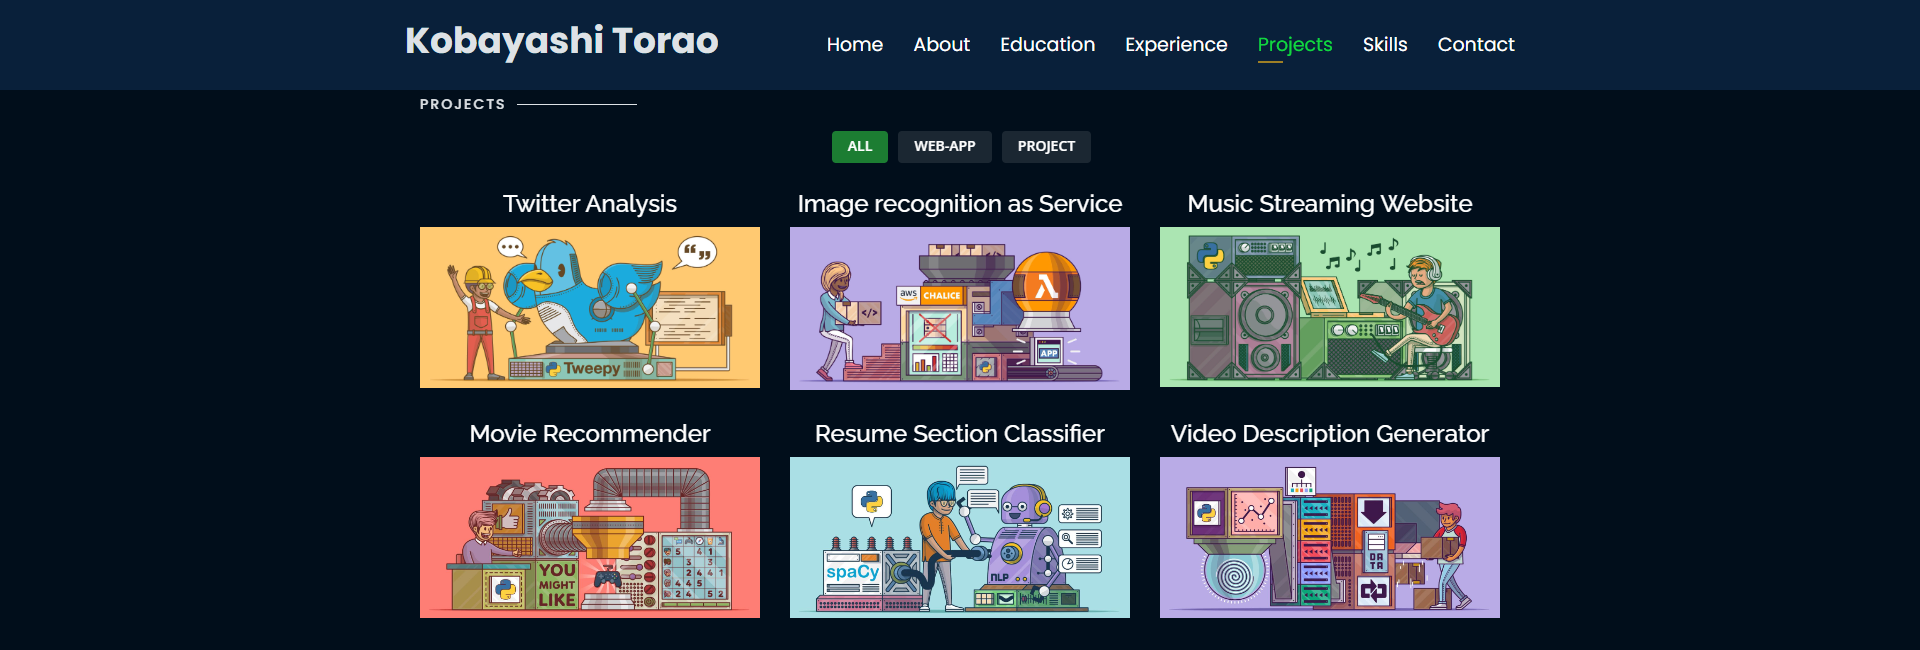 Kobayashi Torao
Home About Education Experience Projects Skills Contact
PROJECTS
ALL WEB-APP PROJECT
Twitter Analysis
Image recognition as Service
Music Streaming Website
Tweepy
aws CHALICE
</>
APP
Movie Recommender
Resume Section Classifier
Video Description Generator
YOU
MIGHT
LIKE
spaCy
NLP
DA
TA